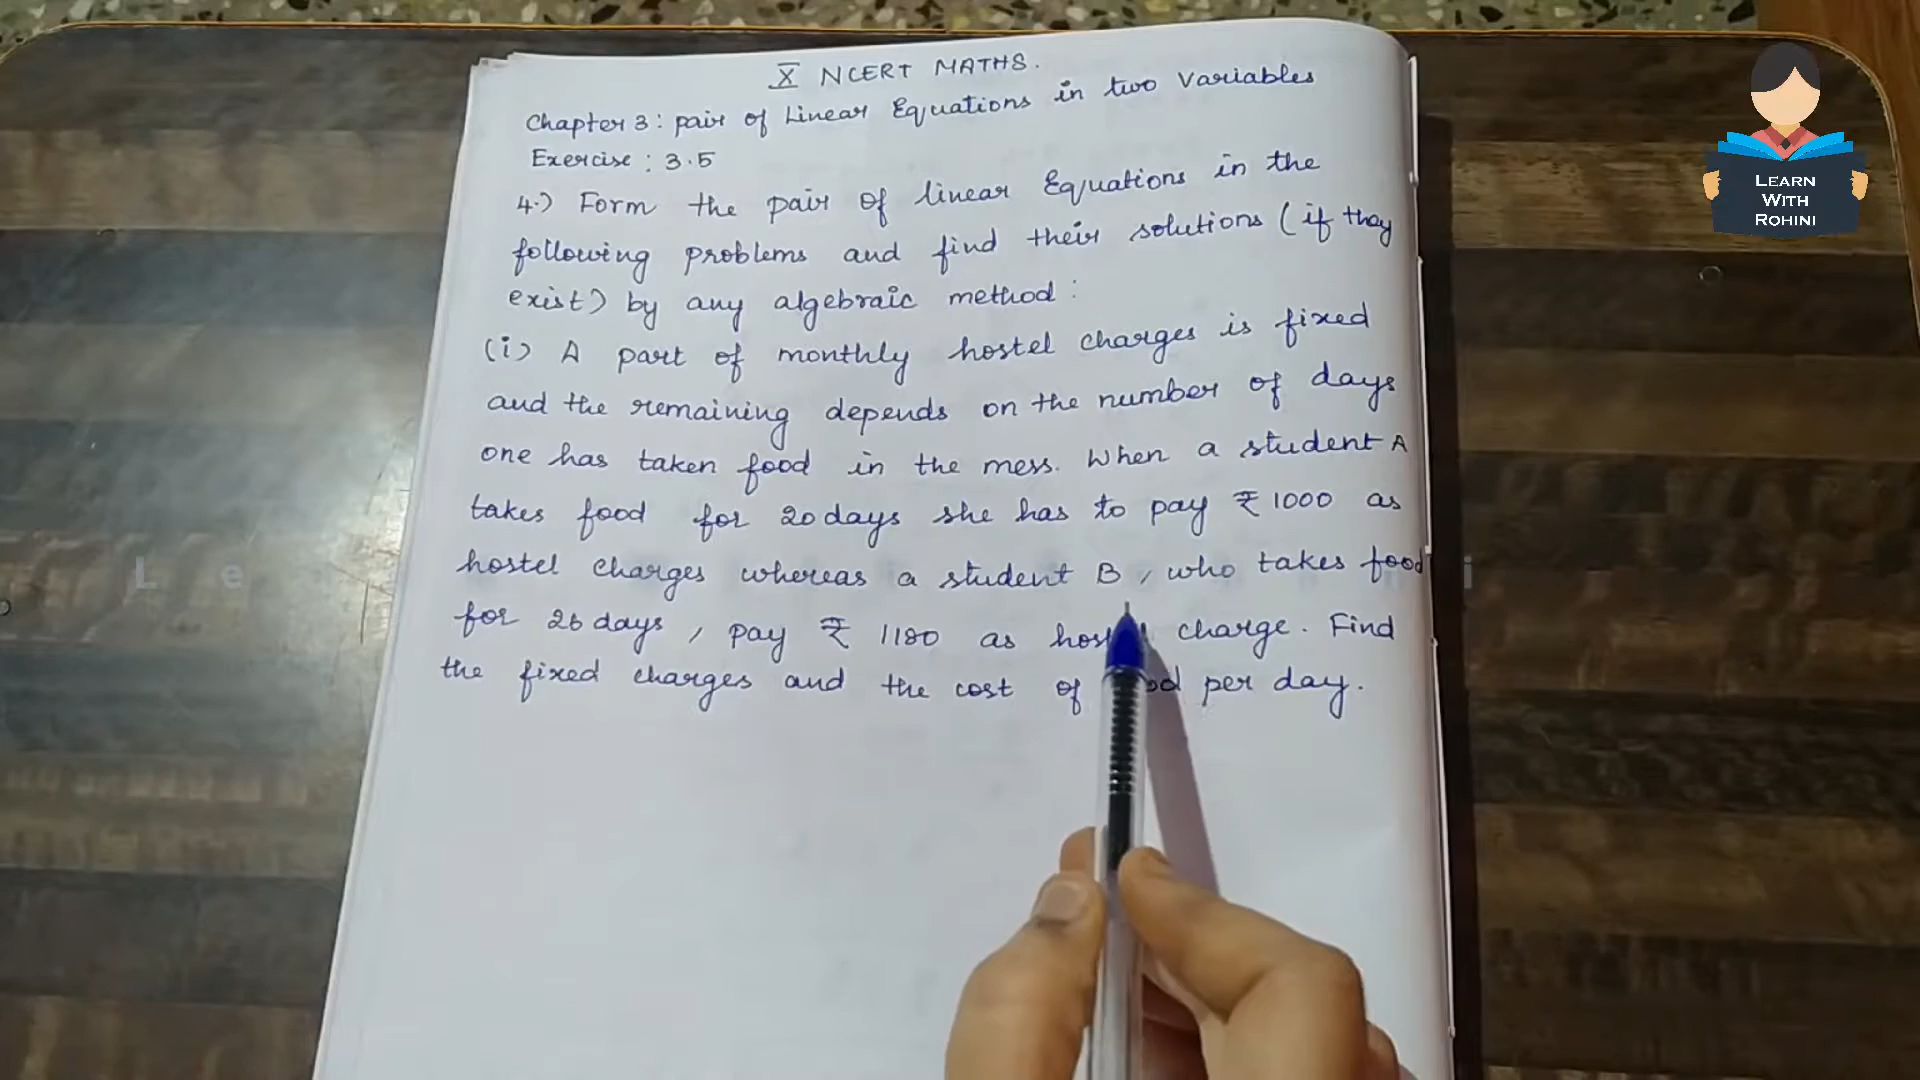 X NCERT MATHS.
Chapter 3: pair of Linear Equations in two Variables
Exercise : 3.5
4.) Form the pair of linear Equations in the
following problems and find their solutions (if they
exist) by any algebraic method:
(i) A part of monthly hostel charges is fixed
and the remaining depends on the number of days
one has taken food in the mess. When a student A
takes food for 20 days she has to pay ₹ 1000 as
hostel charges whereas a student B, who takes food
for 26 days, pay ₹ 1180 as charge. Find
the fixed charges and the cost of per day.
LEARN
WITH
ROHINI